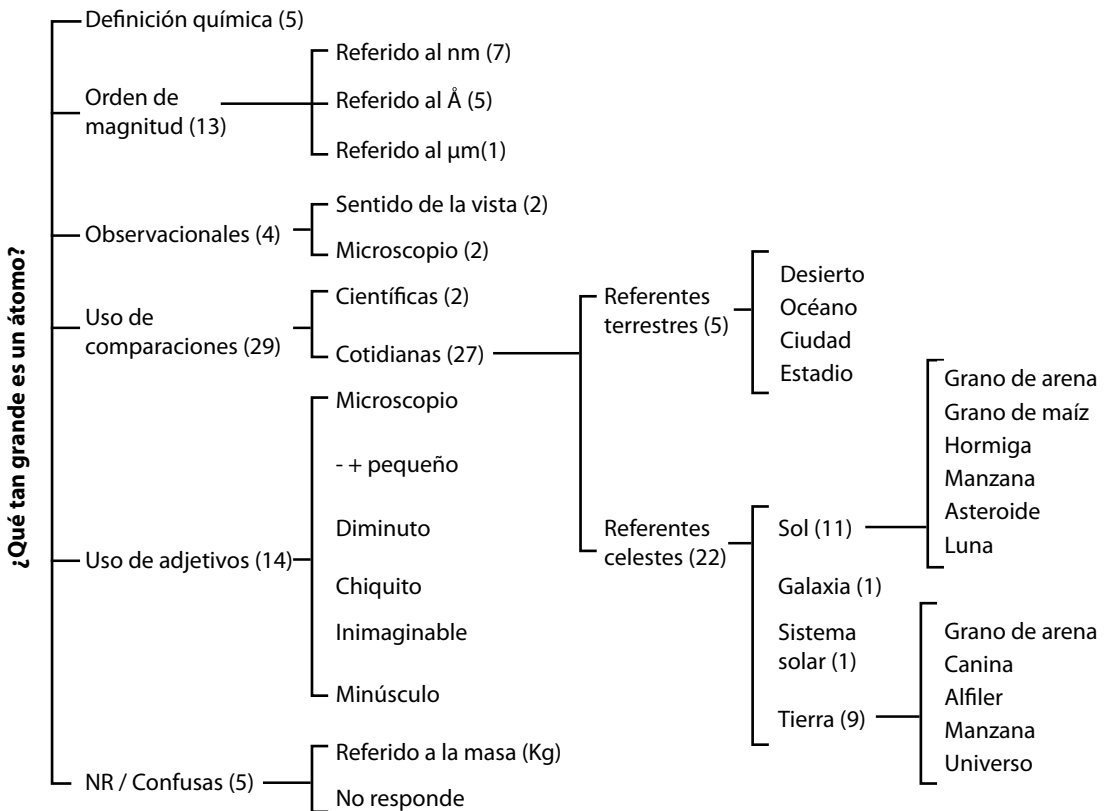 ¿Qué tan grande es un átomo?
Definición química (5)
Orden de
magnitud (13)
Referido al nm (7)
Referido al Å (5)
Referido al µm(1)
Observacionales (4)
Sentido de la vista (2)
Microscopio (2)
Uso de
comparaciones (29)
Científicas (2)
Cotidianas (27)
Referentes
terrestres (5)
Desierto
Océano
Ciudad
Estadio
Referentes
celestes (22)
Sol (11)
Grano de arena
Grano de maíz
Hormiga
Manzana
Asteroide
Luna
Galaxia (1)
Sistema
solar (1)
Tierra (9)
Grano de arena
Canina
Alfiler
Manzana
Universo
Uso de adjetivos (14)
Microscopio
- + pequeño
Diminuto
Chiquito
Inimaginable
Minúsculo
NR / Confusas (5)
Referido a la masa (Kg)
No responde